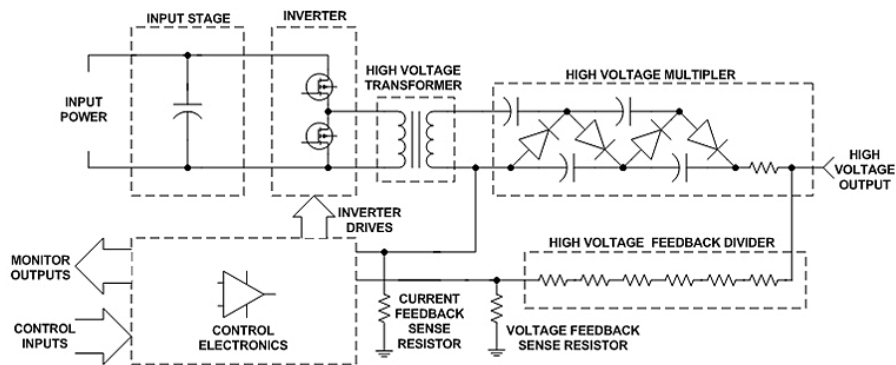 INPUT STAGE
INVERTER
HIGH VOLTAGE
TRANSFORMER
HIGH VOLTAGE MULTIPLER
INPUT
POWER
HIGH
VOLTAGE
OUTPUT
INVERTER
DRIVES
HIGH VOLTAGE FEEDBACK DIVIDER
MONITOR
OUTPUTS
CONTROL
INPUTS
CONTROL
ELECTRONICS
CURRENT
FEEDBACK
SENSE
RESISTOR
VOLTAGE FEEDBACK
SENSE RESISTOR